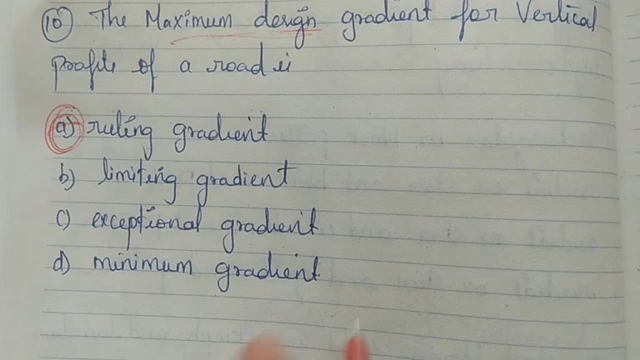 10) The Maximum design gradient for Vertical
profile of a road is
a) ruling gradient
b) limiting gradient
c) exceptional gradient
d) minimum gradient